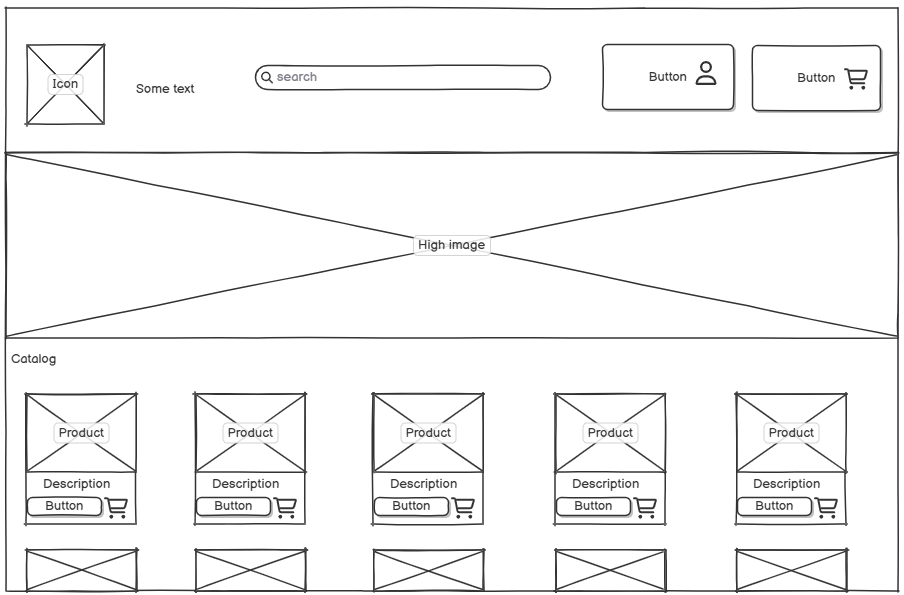 Icon
Some text
search
Button
Button
High image
Catalog
Product
Product
Product
Product
Product
Description
Description
Description
Description
Description
Button
Button
Button
Button
Button